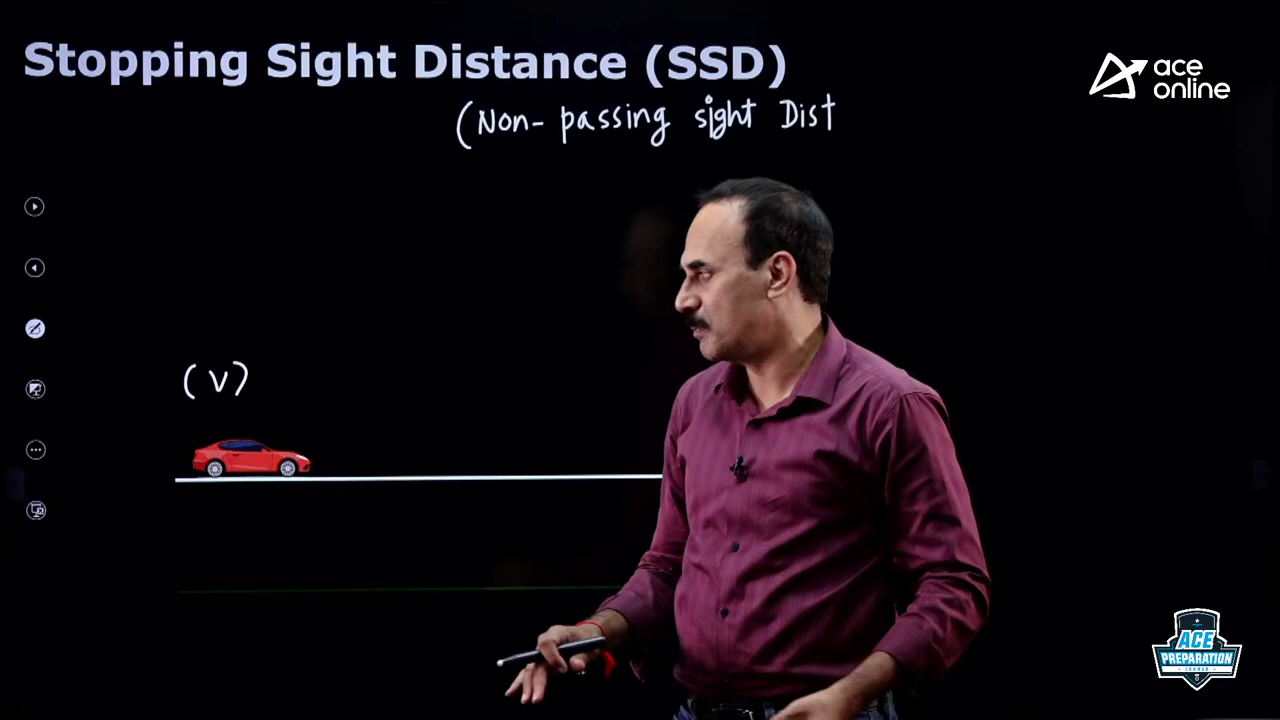 Stopping Sight Distance (SSD)
ace
online
(Non-passing sight Dist
(V)
ACE
PREPARATION